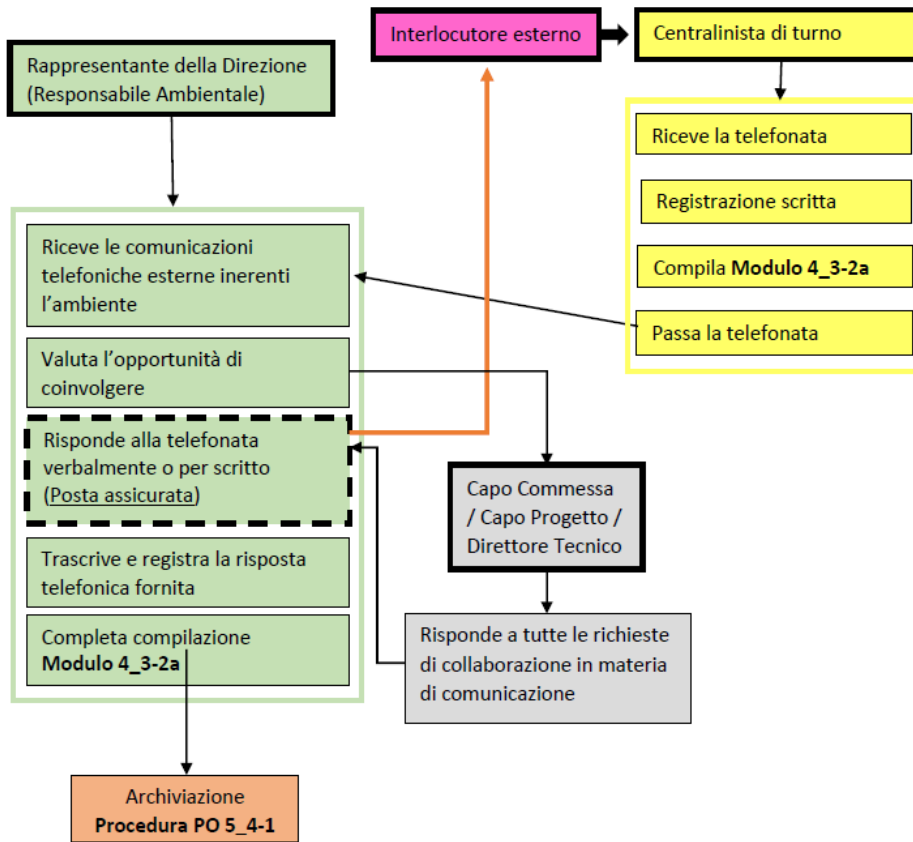 Interlocutore esterno
Centralinista di turno
Rappresentante della Direzione
(Responsabile Ambientale)
Riceve la telefonata
Registrazione scritta
Compila Modulo 4_3-2a
Passa la telefonata
Riceve le comunicazioni
telefoniche esterne inerenti
l'ambiente
Valuta l'opportunità di
coinvolgere
Risponde alla telefonata
verbalmente o per scritto
(Posta assicurata)
Capo Commessa
/ Capo Progetto /
Direttore Tecnico
Trascrive e registra la risposta
telefonica fornita
Completa compilazione
Modulo 4_3-2a
Risponde a tutte le richieste
di collaborazione in materia
di comunicazione
Archiviazione
Procedura PO 5_4-1